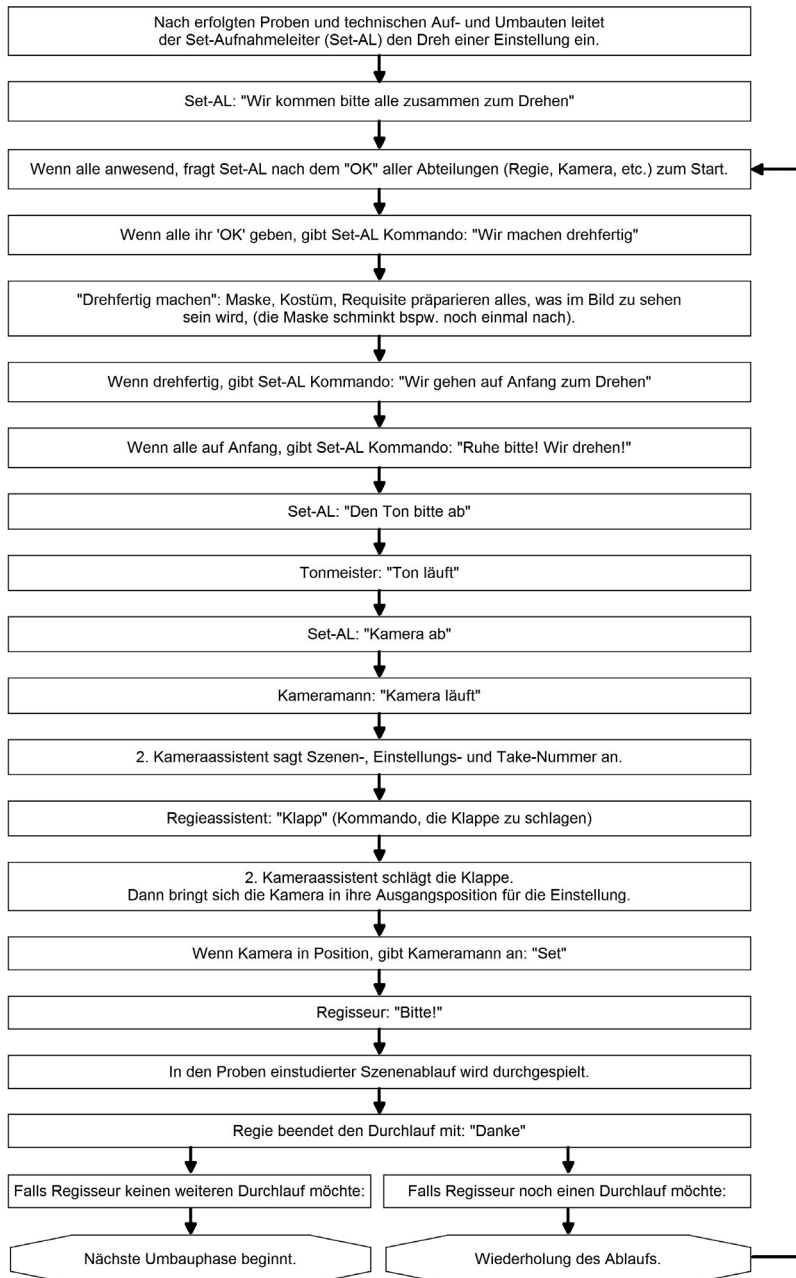 Nach erfolgten Proben und technischen Auf- und Umbauten leitet
der Set-Aufnahmeleiter (Set-AL) den Dreh einer Einstellung ein.
Set-AL: "Wir kommen bitte alle zusammen zum Drehen"
Wenn alle anwesend, fragt Set-AL nach dem "OK" aller Abteilungen (Regie, Kamera, etc.) zum Start.
Wenn alle ihr 'OK' geben, gibt Set-AL Kommando: "Wir machen drehfertig"
"Drehfertig machen": Maske, Kostüm, Requisite präparieren alles, was im Bild zu sehen
sein wird, (die Maske schminkt bspw. noch einmal nach).
Wenn drehfertig, gibt Set-AL Kommando: "Wir gehen auf Anfang zum Drehen"
Wenn alle auf Anfang, gibt Set-AL Kommando: "Ruhe bitte! Wir drehen!"
Set-AL: "Den Ton bitte ab"
Tonmeister: "Ton läuft"
Set-AL: "Kamera ab"
Kameramann: "Kamera läuft"
2. Kameraassistent sagt Szenen-, Einstellungs- und Take-Nummer an.
Regieassistent: "Klapp" (Kommando, die Klappe zu schlagen)
2. Kameraassistent schlägt die Klappe.
Dann bringt sich die Kamera in ihre Ausgangsposition für die Einstellung.
Wenn Kamera in Position, gibt Kameramann an: "Set"
Regisseur: "Bitte!"
In den Proben einstudierter Szenenablauf wird durchgespielt.
Regie beendet den Durchlauf mit: "Danke"
Falls Regisseur keinen weiteren Durchlauf möchte:
Falls Regisseur noch einen Durchlauf möchte:
Nächste Umbauphase beginnt.
Wiederholung des Ablaufs.